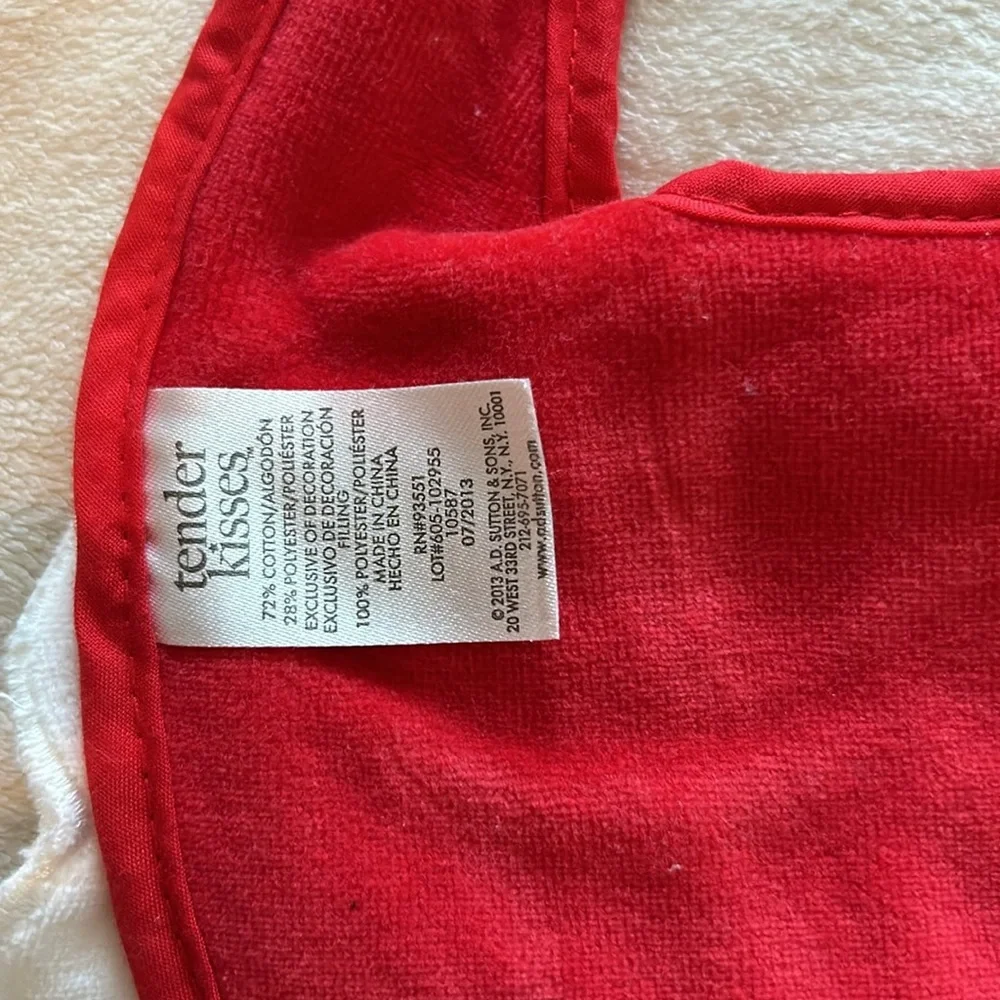 tender
kisses™
72% COTTON/ALGODÓN
28% POLYESTER/POLIÉSTER
EXCLUSIVE OF DECORATION
EXCLUSIVO DE DECORACIÓN
FILLING
100% POLYESTER/POLIÉSTER
MADE IN CHINA
HECHO EN CHINA
RN#93551
LOT#605-102955
10587
07/2013
© 2013 A.D. SUTTON & SONS, INC.
20 WEST 33RD STREET, N.Y., N.Y. 10001
212-695-7071
www.adsutton.com